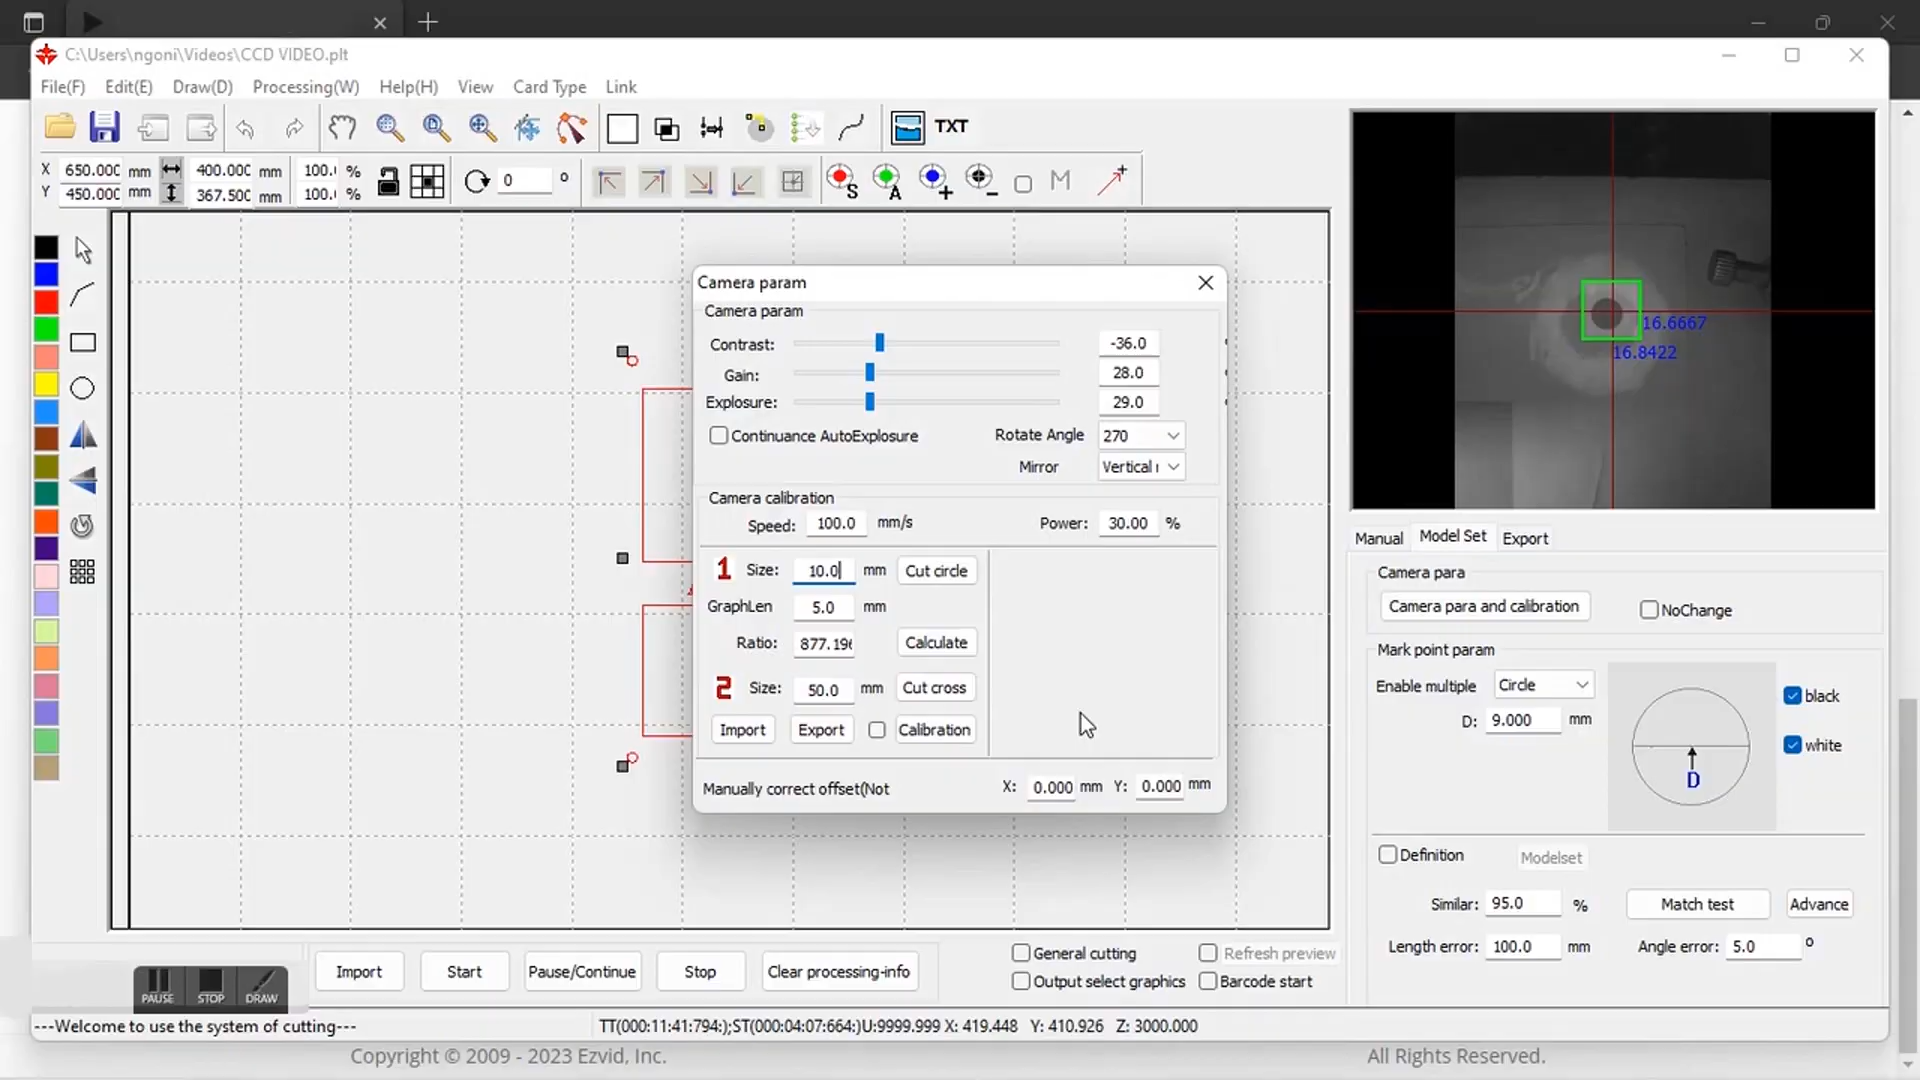 C:\Users\ngoni\Videos\CCD VIDEO.plt
File(F) Edit(E) Draw(D) Processing(W) Help(H) View Card Type Link
TXT
X 650.000 mm 400.000 mm 100. %
Y 450.000 mm 367.500 mm 100. %
0 °
S A M
Camera param
Camera param
Contrast: -36.0
Gain: 28.0
Explosure: 29.0
Continuance AutoExplosure Rotate Angle 270
Mirror Vertical
Camera calibration
Speed: 100.0 mm/s Power: 30.00 %
1 Size: 10.0 mm Cut circle
GraphLen 5.0 mm
Ratio: 877.196 Calculate
2 Size: 50.0 mm Cut cross
Import Export Calibration
Manually correct offset(Not X: 0.000 mm Y: 0.000 mm
16.6667
16.8422
Manual Model Set Export
Camera para
Camera para and calibration NoChange
Mark point param
Enable multiple Circle black
D: 9.000 mm white
D
Definition Modelset
Similar: 95.0 % Match test Advance
Length error: 100.0 mm Angle error: 5.0 °
Import Start Pause/Continue Stop Clear processing-info
General cutting Refresh preview
Output select graphics Barcode start
PAUSE STOP DRAW
---Welcome to use the system of cutting--- TT(000:11:41:794:);ST(000:04:07:664:)U:9999.999 X: 419.448 Y: 410.926 Z: 3000.000
Copyright © 2009 - 2023 Ezvid, Inc. All Rights Reserved.